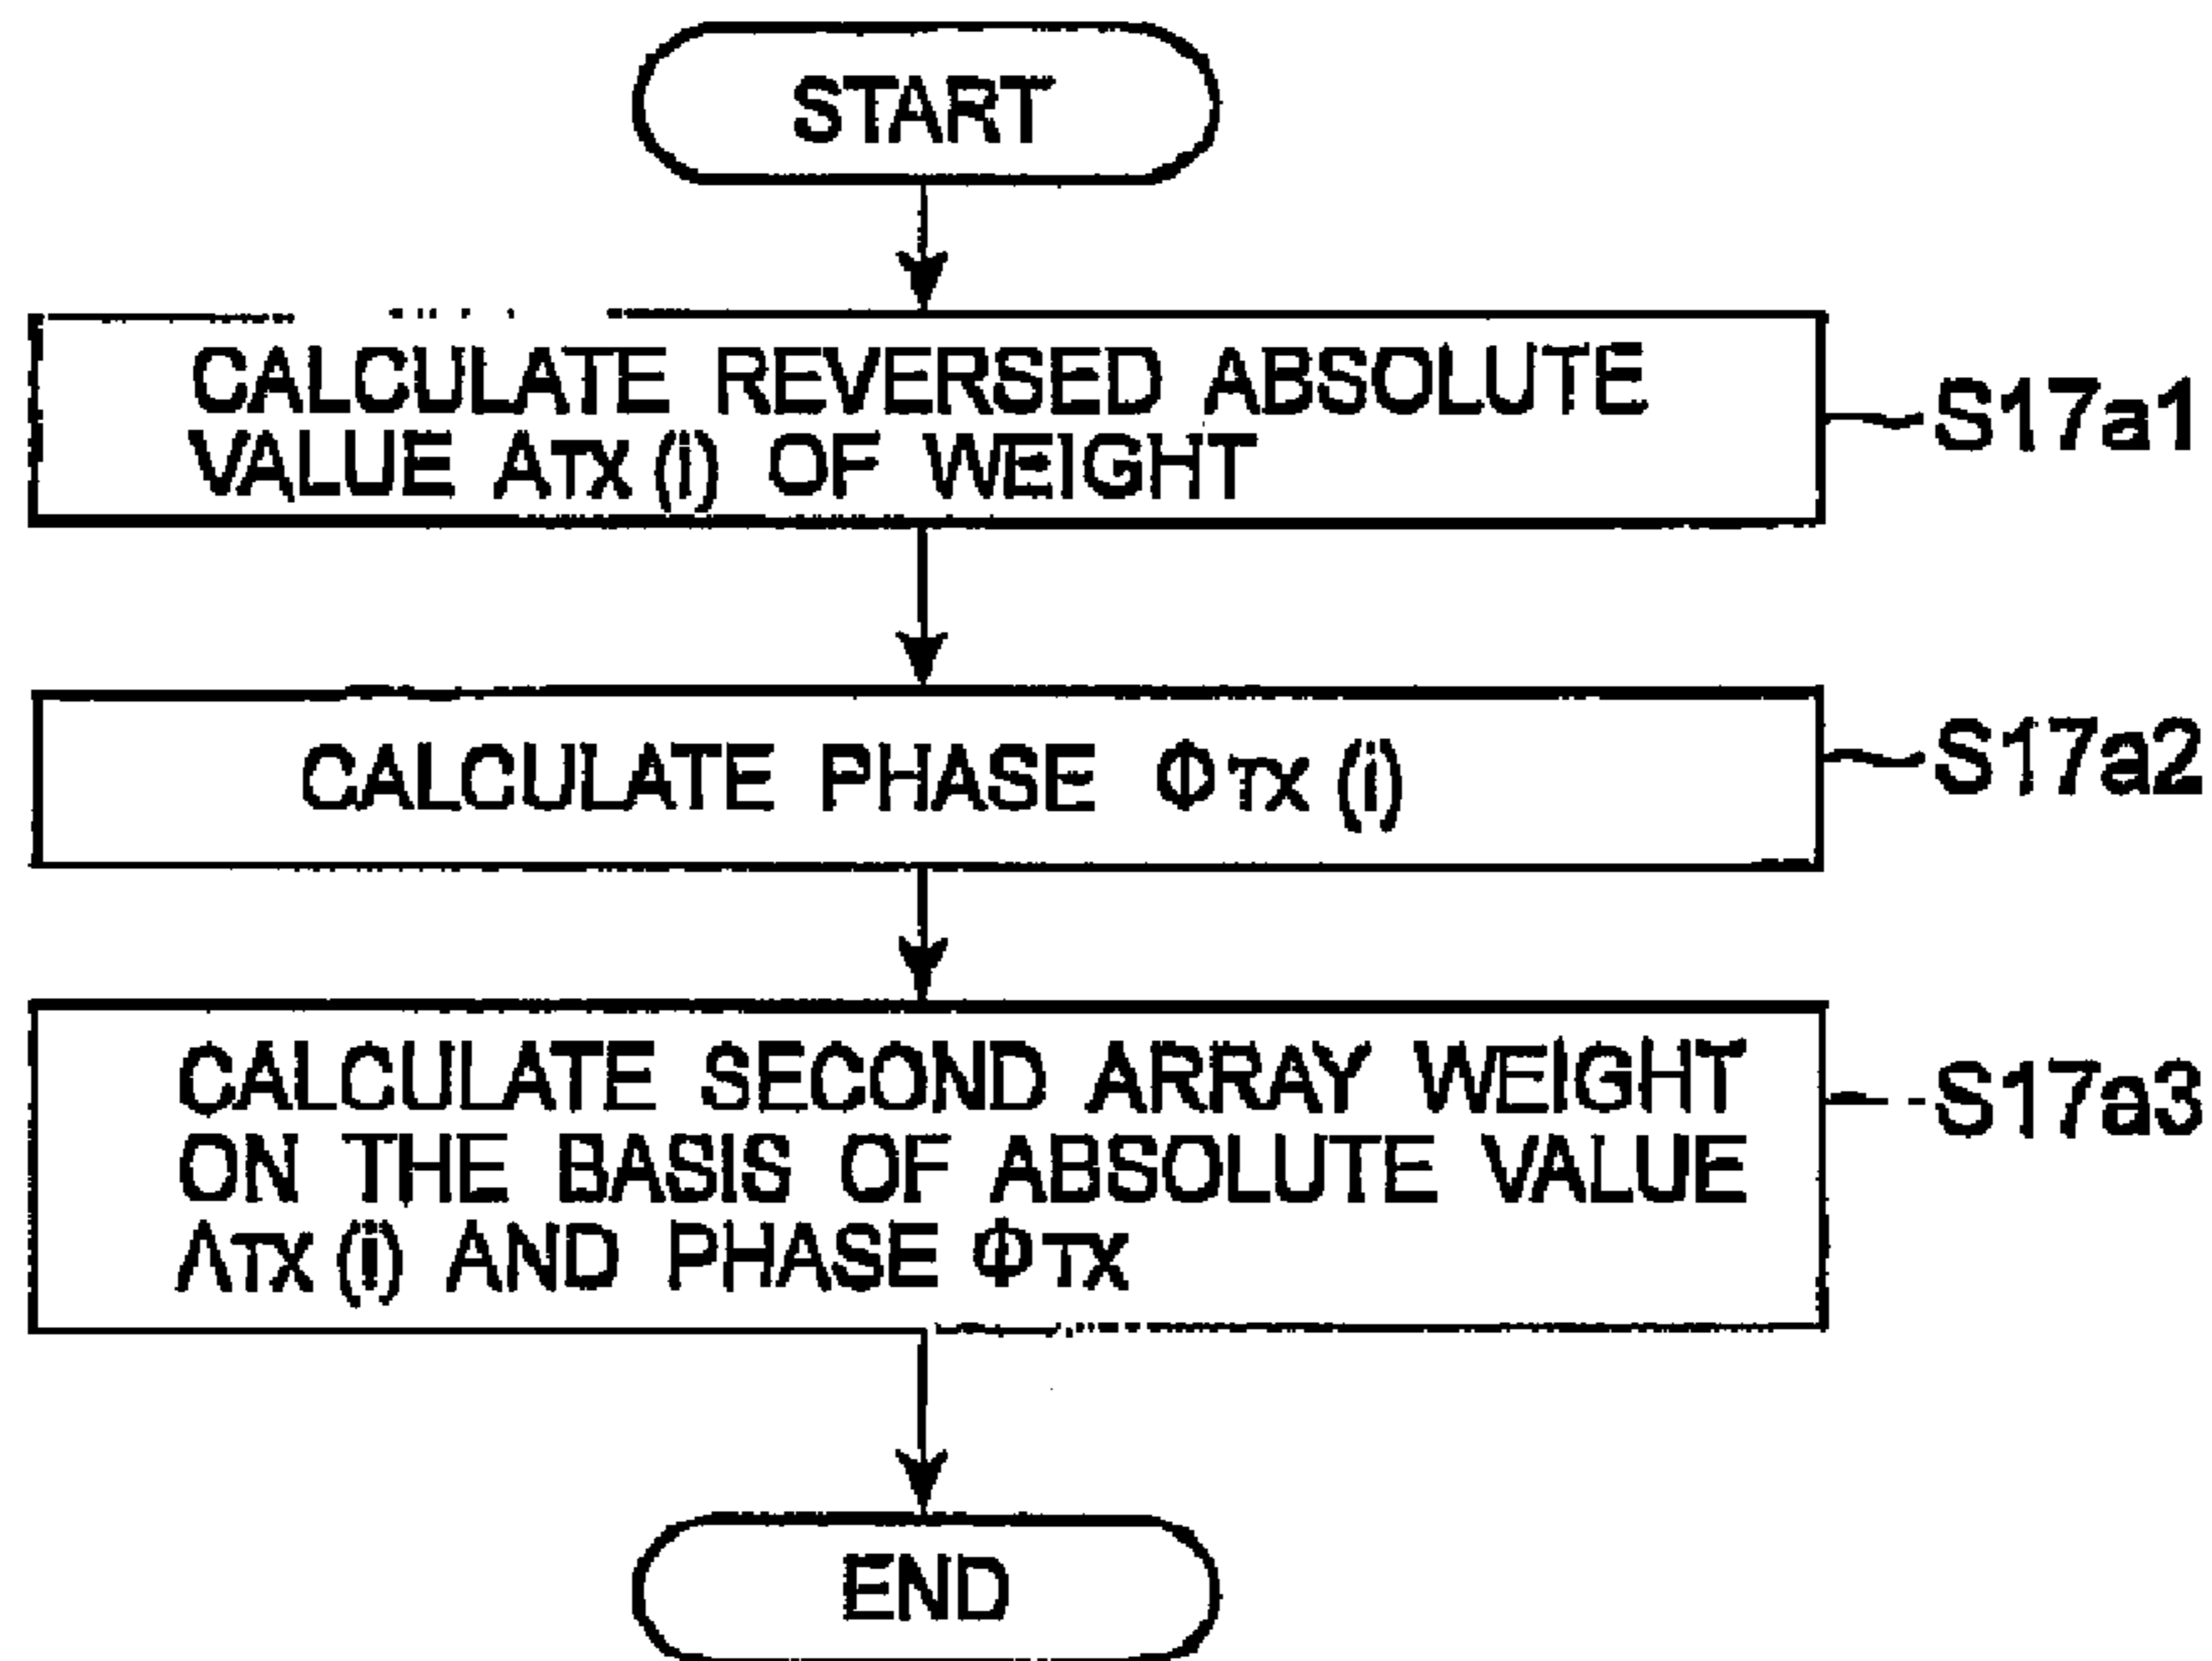 START
CALCULATE REVERSED ABSOLUTE
VALUE ATX (i) OF WEIGHT
S17a1
CALCULATE PHASE ΦTX (i)
S17a2
CALCULATE SECOND ARRAY WEIGHT
ON THE BASIS OF ABSOLUTE VALUE
ATX (i) AND PHASE ΦTX
S17a3
END